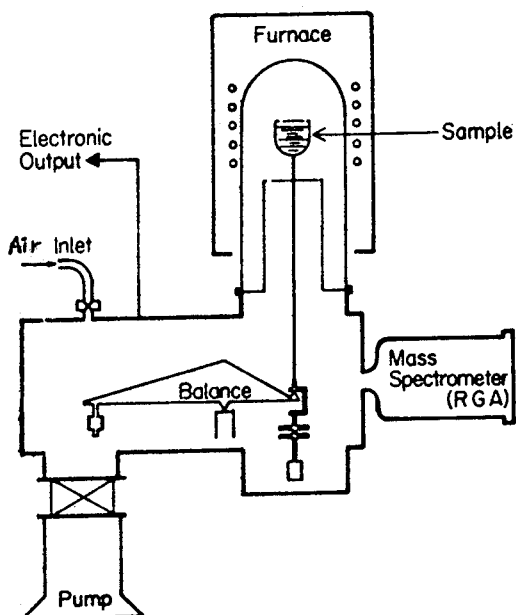 Furnace
Sample
Electronic
Output
Air Inlet
Balance
Mass
Spectrometer
(RGA)
Pump